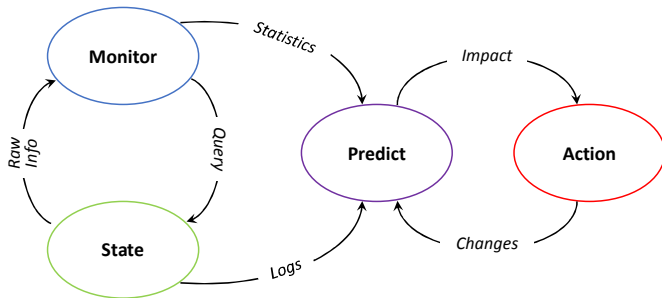 Monitor
Statistics
Impact
Raw
Info
Query
Predict
Action
State
Logs
Changes